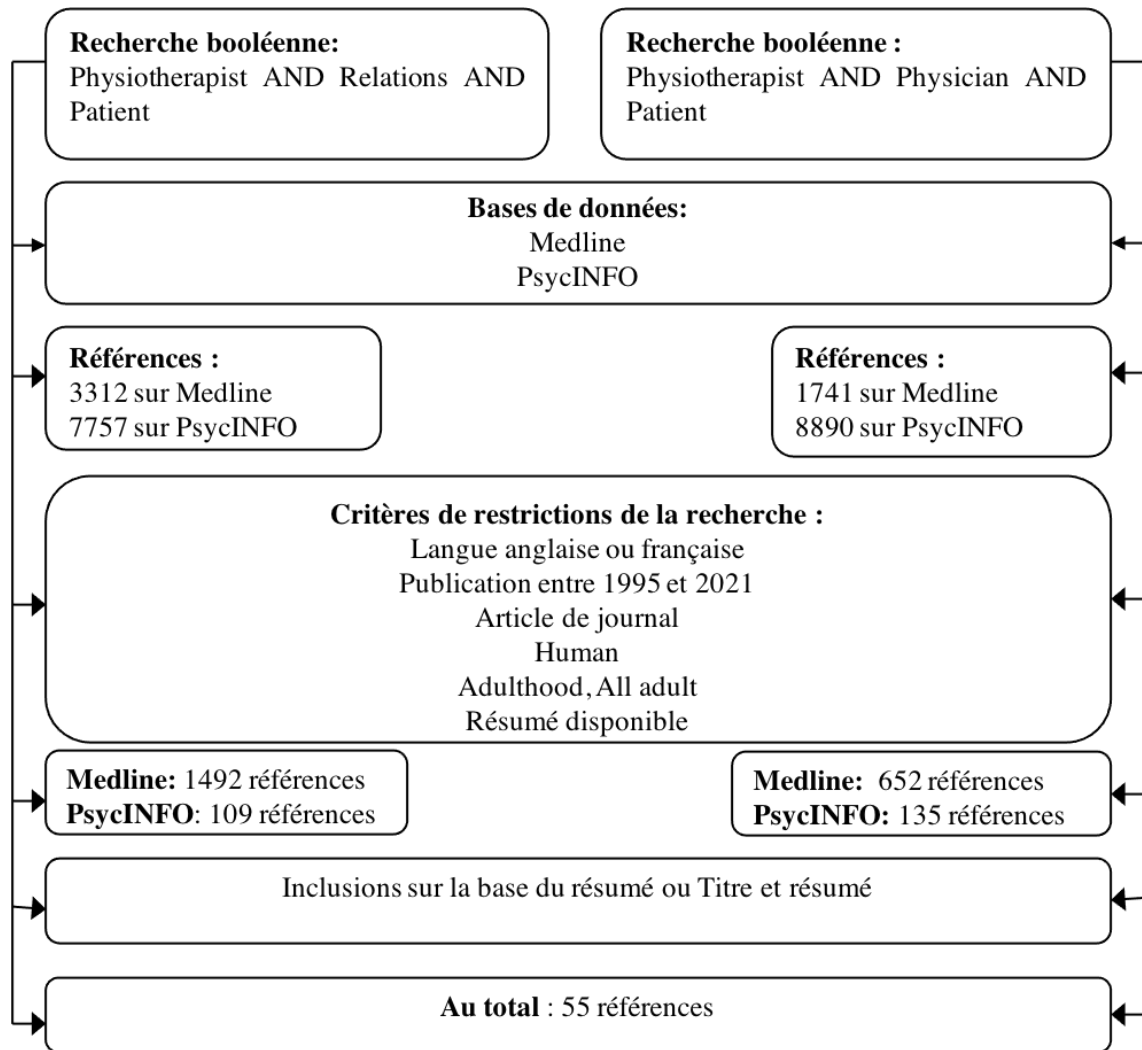 Recherche booléenne:
Physiotherapist AND Relations AND
Patient
Recherche booléenne :
Physiotherapist AND Physician AND
Patient
Bases de données:
Medline
PsycINFO
Références :
3312 sur Medline
7757 sur PsycINFO
Références :
1741 sur Medline
8890 sur PsycINFO
Critères de restrictions de la recherche :
Langue anglaise ou française
Publication entre 1995 et 2021
Article de journal
Human
Adulthood, All adult
Résumé disponible
Medline: 1492 références
PsycINFO: 109 références
Medline: 652 références
PsycINFO: 135 références
Inclusions sur la base du résumé ou Titre et résumé
Au total : 55 références